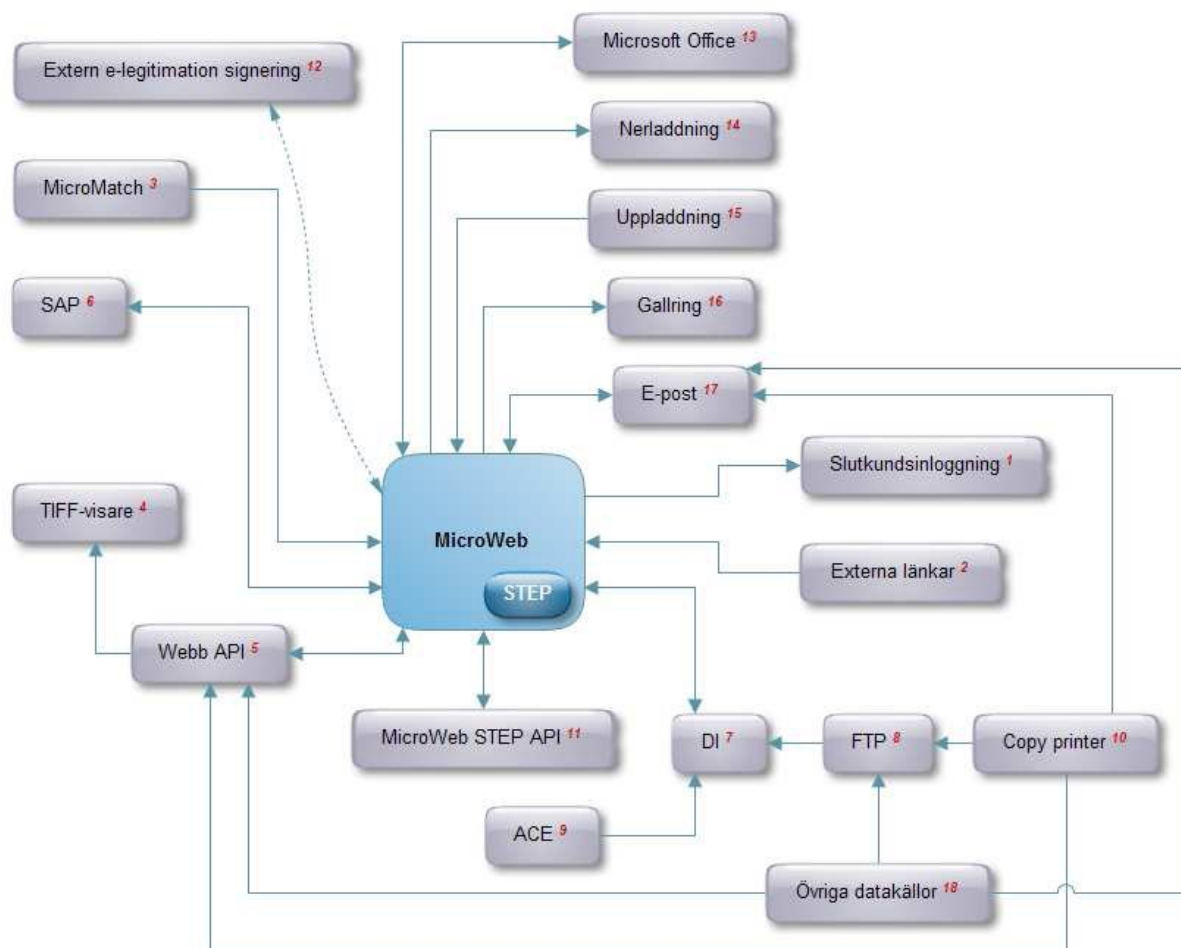 Microsoft Office 13
Extern e-legitimation signering 12
Nerladdning 14
MicroMatch 3
Uppladdning 15
SAP 6
Gallring 16
E-post 17
Slutkundsinloggning 1
TIFF-visare 4
MicroWeb
Externa länkar 2
STEP
Webb API 5
MicroWeb STEP API 11
DI 7
FTP 8
Copy printer 10
ACE 9
Övriga datakällor 18